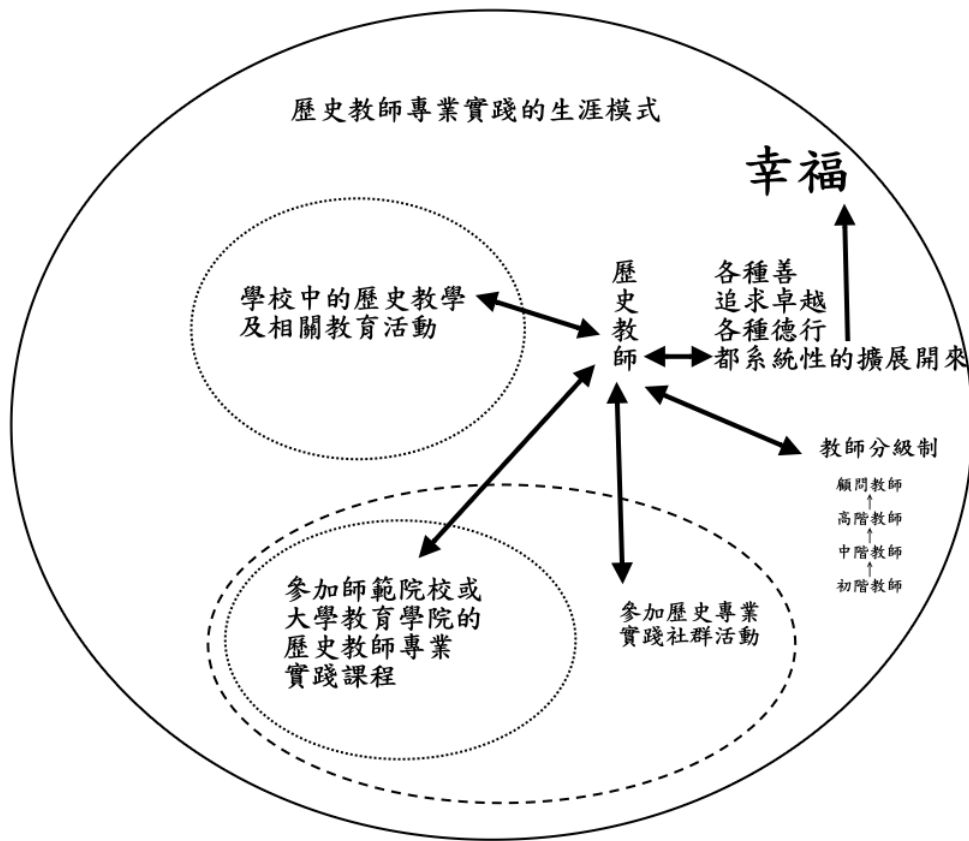 歷史教師專業實踐的生涯模式
幸福
學校中的歷史教學
及相關教育活動
歷
史
教
師
各種善
追求卓越
各種德行
都系統性的擴展開來
教師分級制
顧問教師
高階教師
中階教師
初階教師
參加師範院校或
大學教育學院的
歷史教師專業
實踐課程
參加歷史專業
實踐社群活動